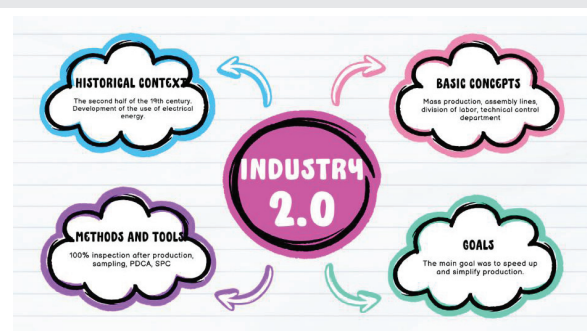 HISTORICAL CONTEXT
The second half of the 19th century.
Development of the use of electrical
energy.
BASIC CONCEPTS
Mass production, assembly lines,
division of labor, technical control
department
INDUSTRY
2.0
METHODS AND TOOLS
100% inspection after production,
sampling, PDCA, SPC
GOALS
The main goal was to speed up
and simplify production.